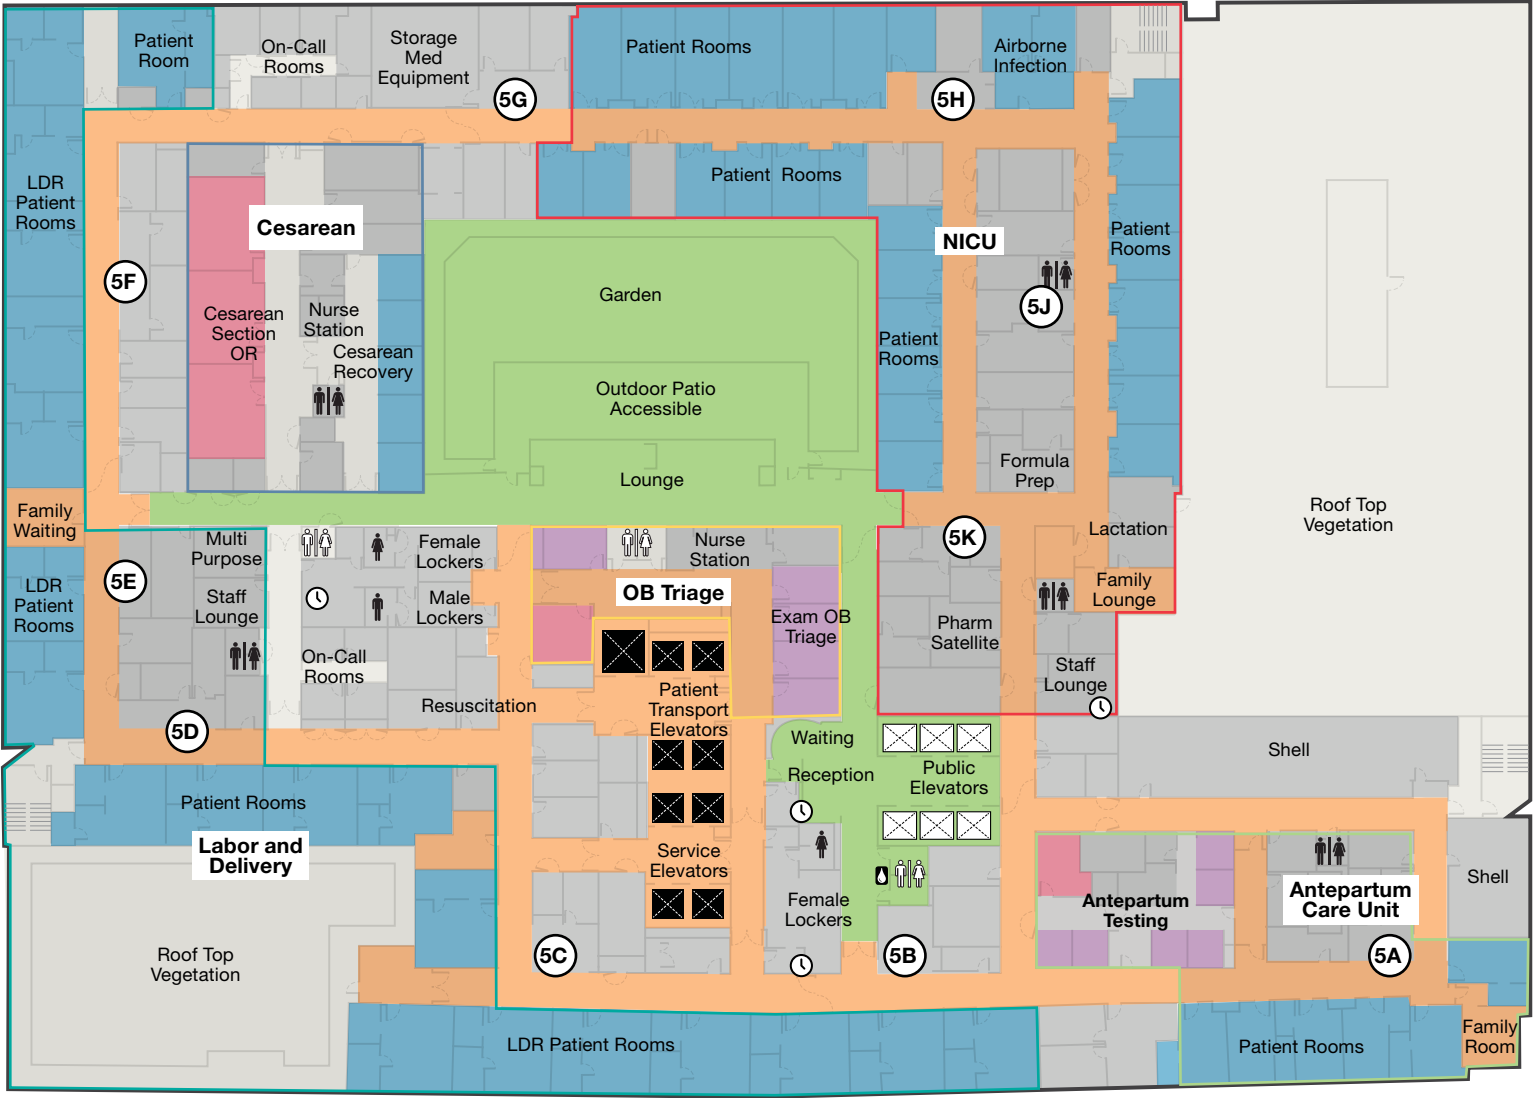 Patient
Room
On-Call
Rooms
Storage
Med
Equipment
5G
Patient Rooms
5H
Airborne
Infection
LDR
Patient
Rooms
Cesarean
Patient  Rooms
NICU
Patient
Rooms
5F
Cesarean
Section
OR
Nurse
Station
Cesarean
Recovery
Garden
Outdoor Patio
Accessible
Lounge
Patient
Rooms
5J
Formula
Prep
Roof Top
Vegetation
Family
Waiting
LDR
Patient
Rooms
5E
Multi
Purpose
Staff
Lounge
Female
Lockers
Male
Lockers
On-Call
Rooms
Resuscitation
Nurse
Station
OB Triage
Exam OB
Triage
5K
Lactation
Family
Lounge
Pharm
Satellite
Staff
Lounge
5D
Patient
Transport
Elevators
Waiting
Reception
Public
Elevators
Shell
Patient Rooms
Labor and
Delivery
Service
Elevators
Female
Lockers
Antepartum
Testing
Antepartum
Care Unit
Shell
Roof Top
Vegetation
5C
5B
5A
LDR Patient Rooms
Patient Rooms
Family
Room